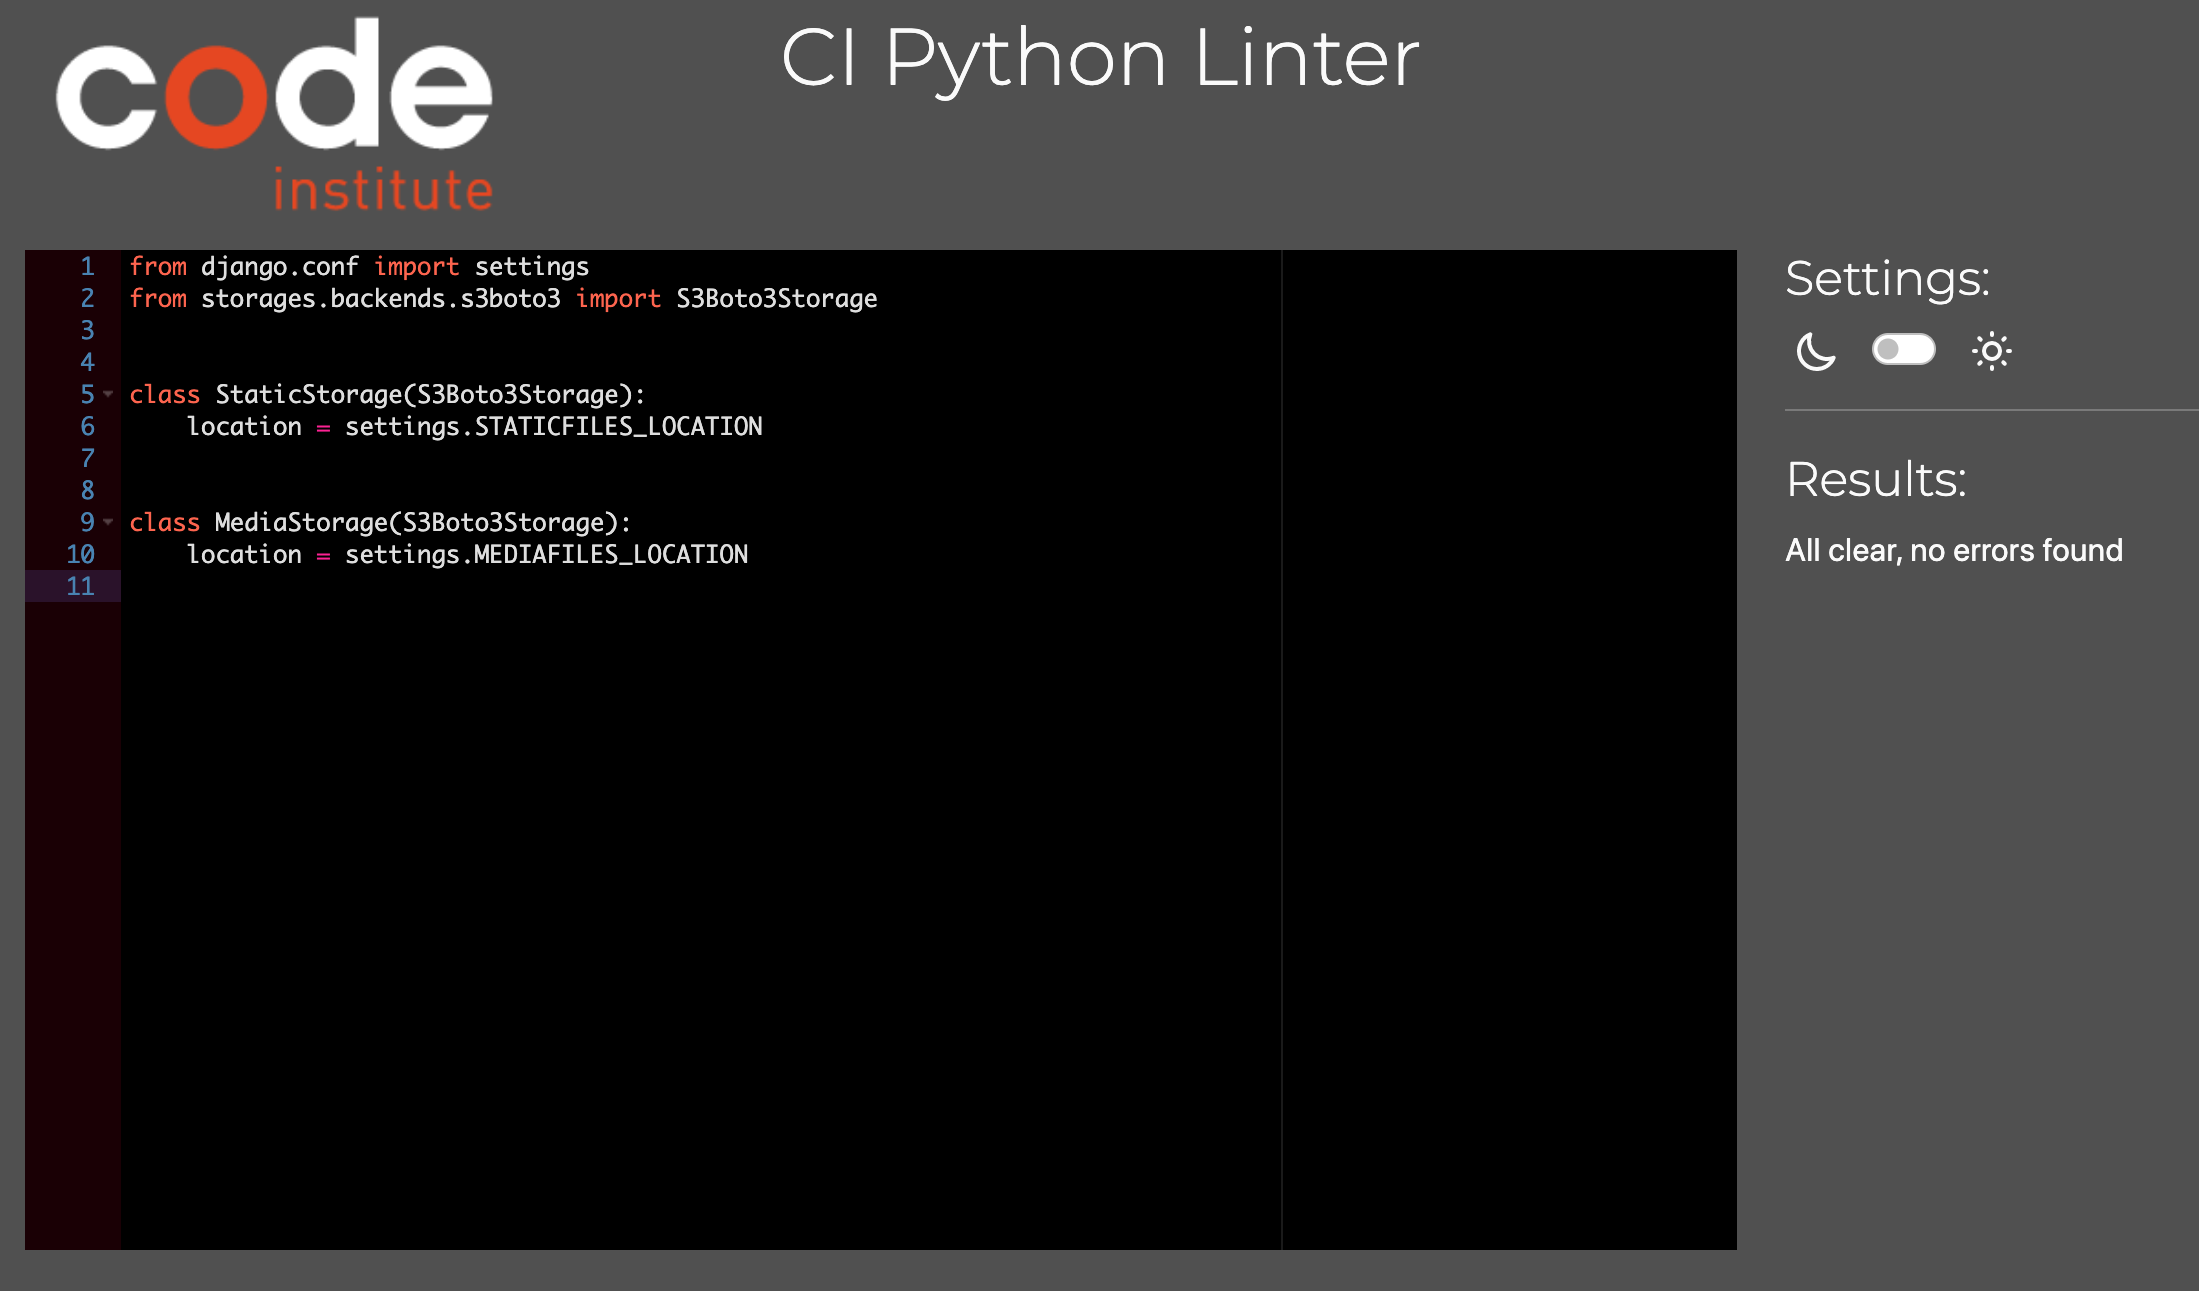 code
institute
CI Python Linter
1 from django.conf import settings
2 from storages.backends.s3boto3 import S3Boto3Storage
3
4
5 class StaticStorage(S3Boto3Storage):
6     location = settings.STATICFILES_LOCATION
7
8
9 class MediaStorage(S3Boto3Storage):
10     location = settings.MEDIAFILES_LOCATION
11
Settings:
Results:
All clear, no errors found